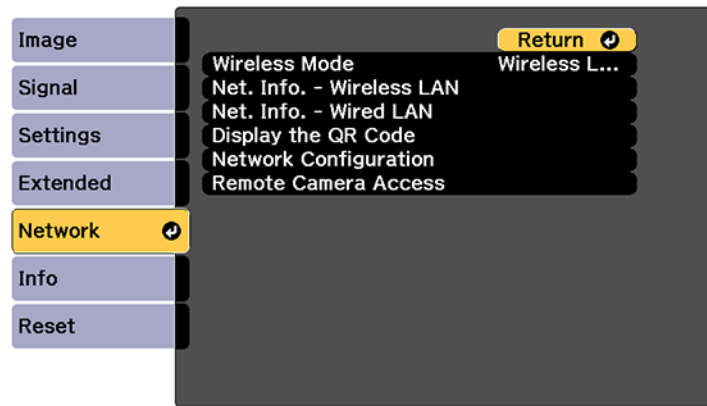 Image
Signal
Settings
Extended
Network
Info
Reset
Return
Wireless Mode Wireless L...
Net. Info. - Wireless LAN
Net. Info. - Wired LAN
Display the QR Code
Network Configuration
Remote Camera Access